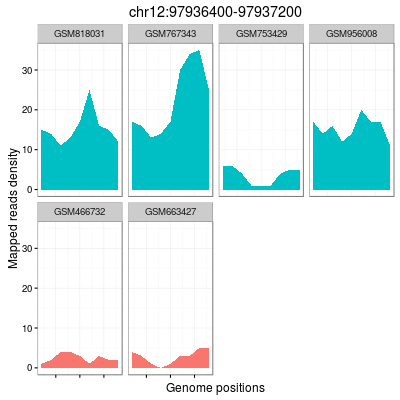 chr12:97936400-97937200
GSM818031 GSM767343 GSM753429 GSM956008
30
20
10
0
GSM466732 GSM663427
30
20
10
0
Mapped reads density
Genome positions